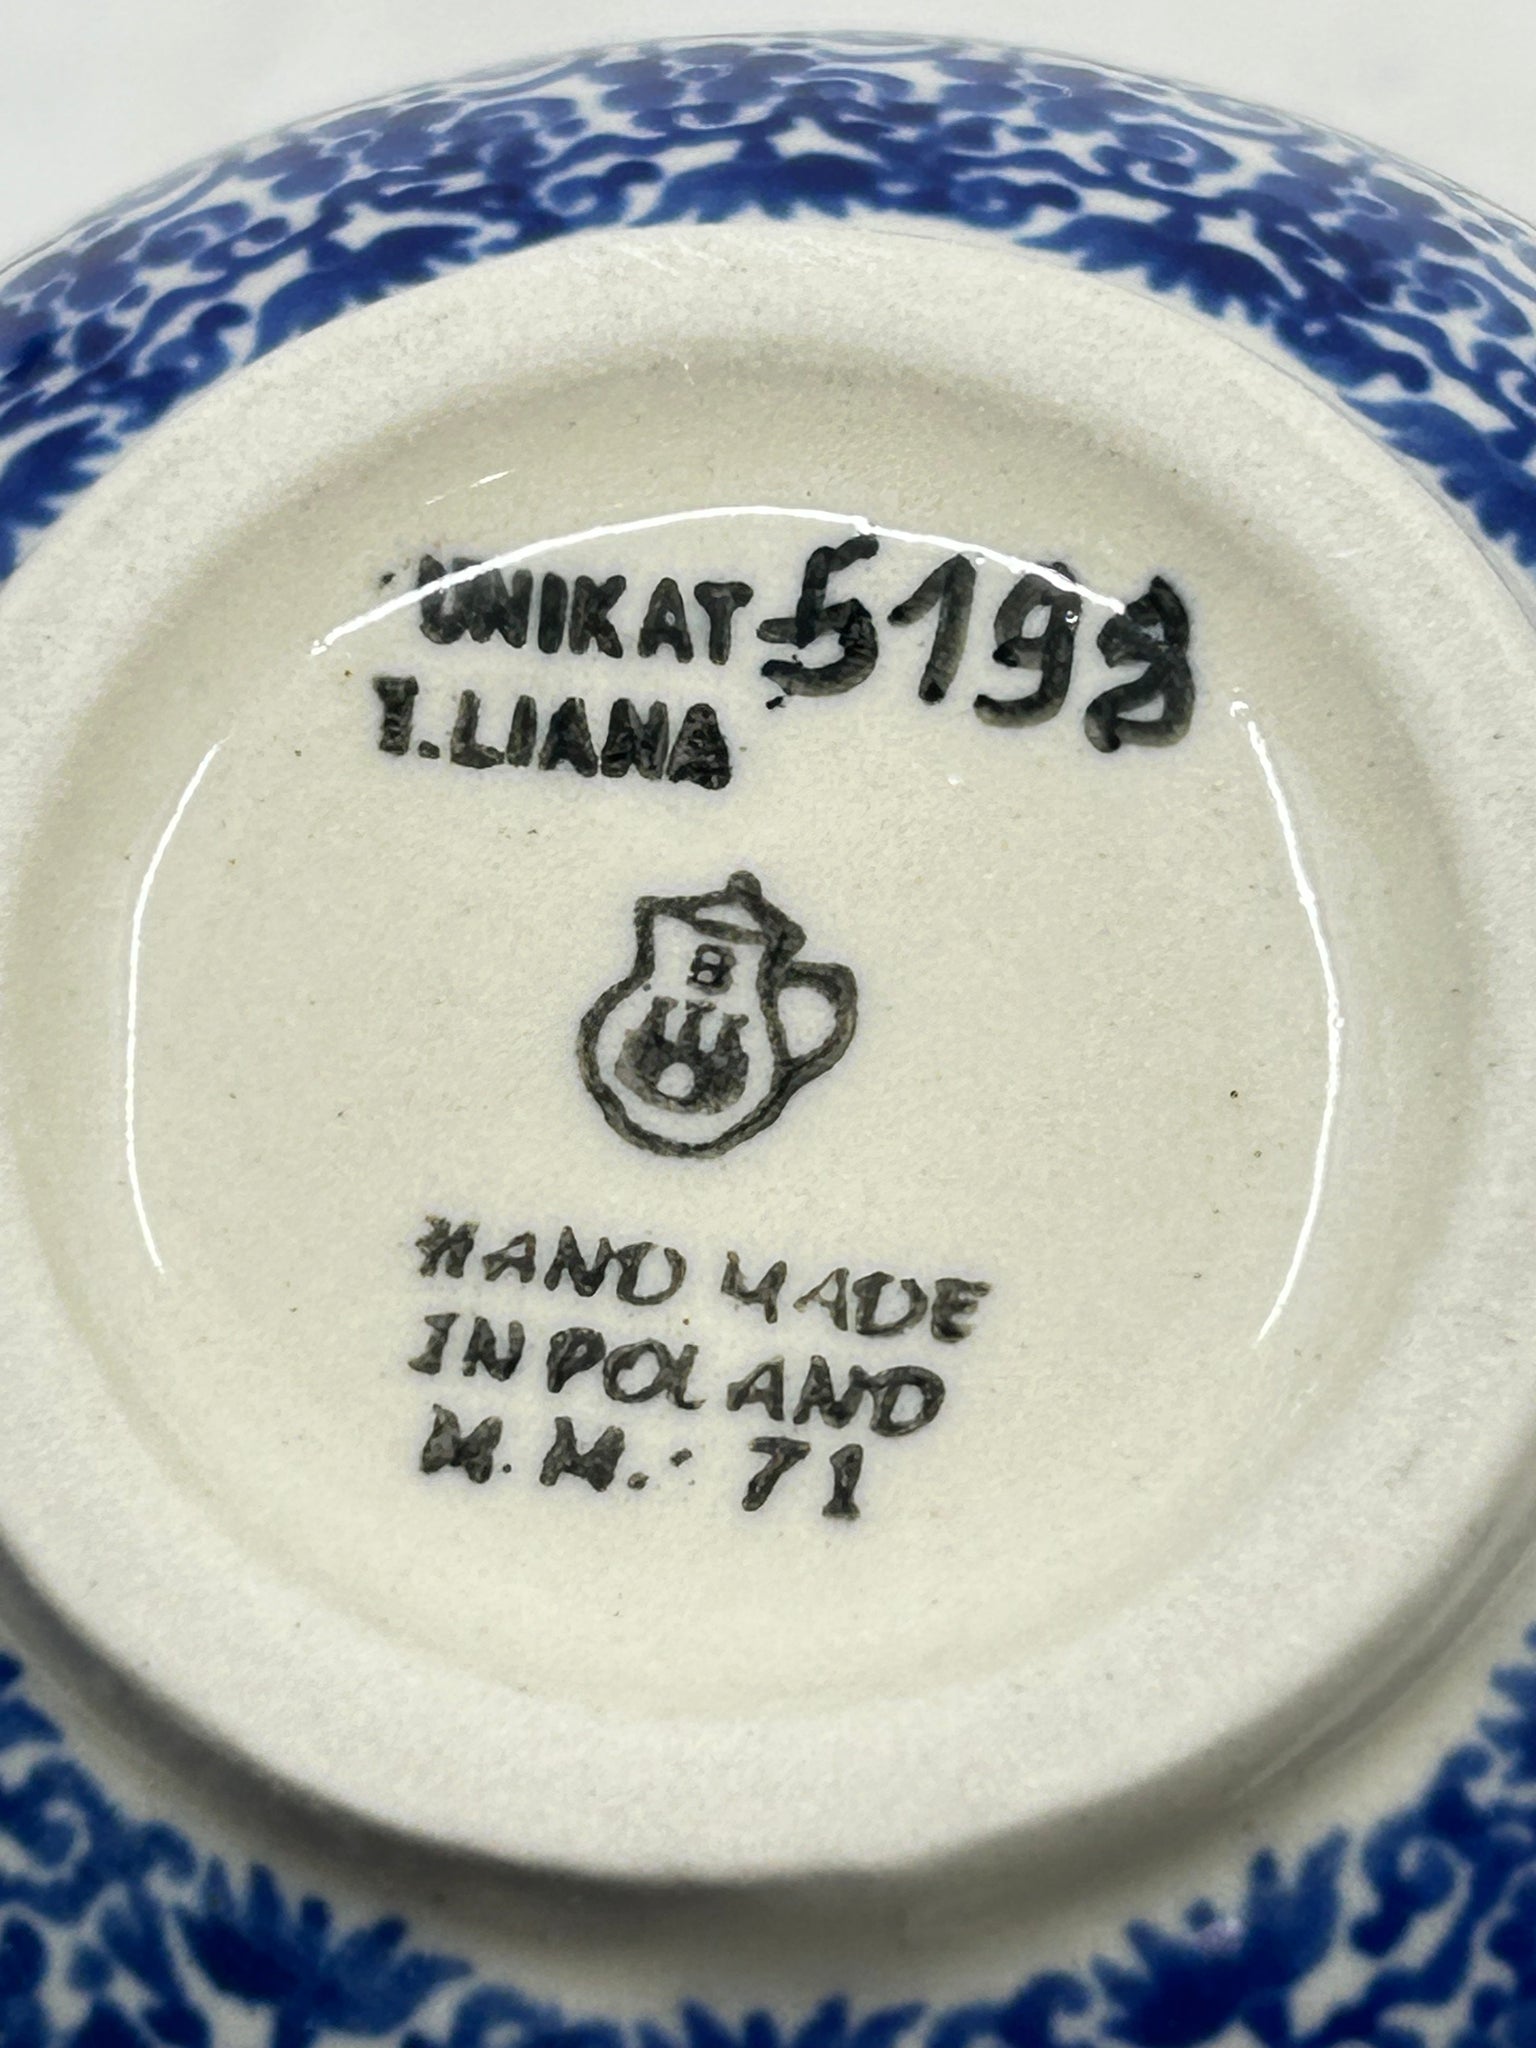 UNIKAT 5198
T. LIANA
B
HAND MADE
IN POLAND
M. M.: 71